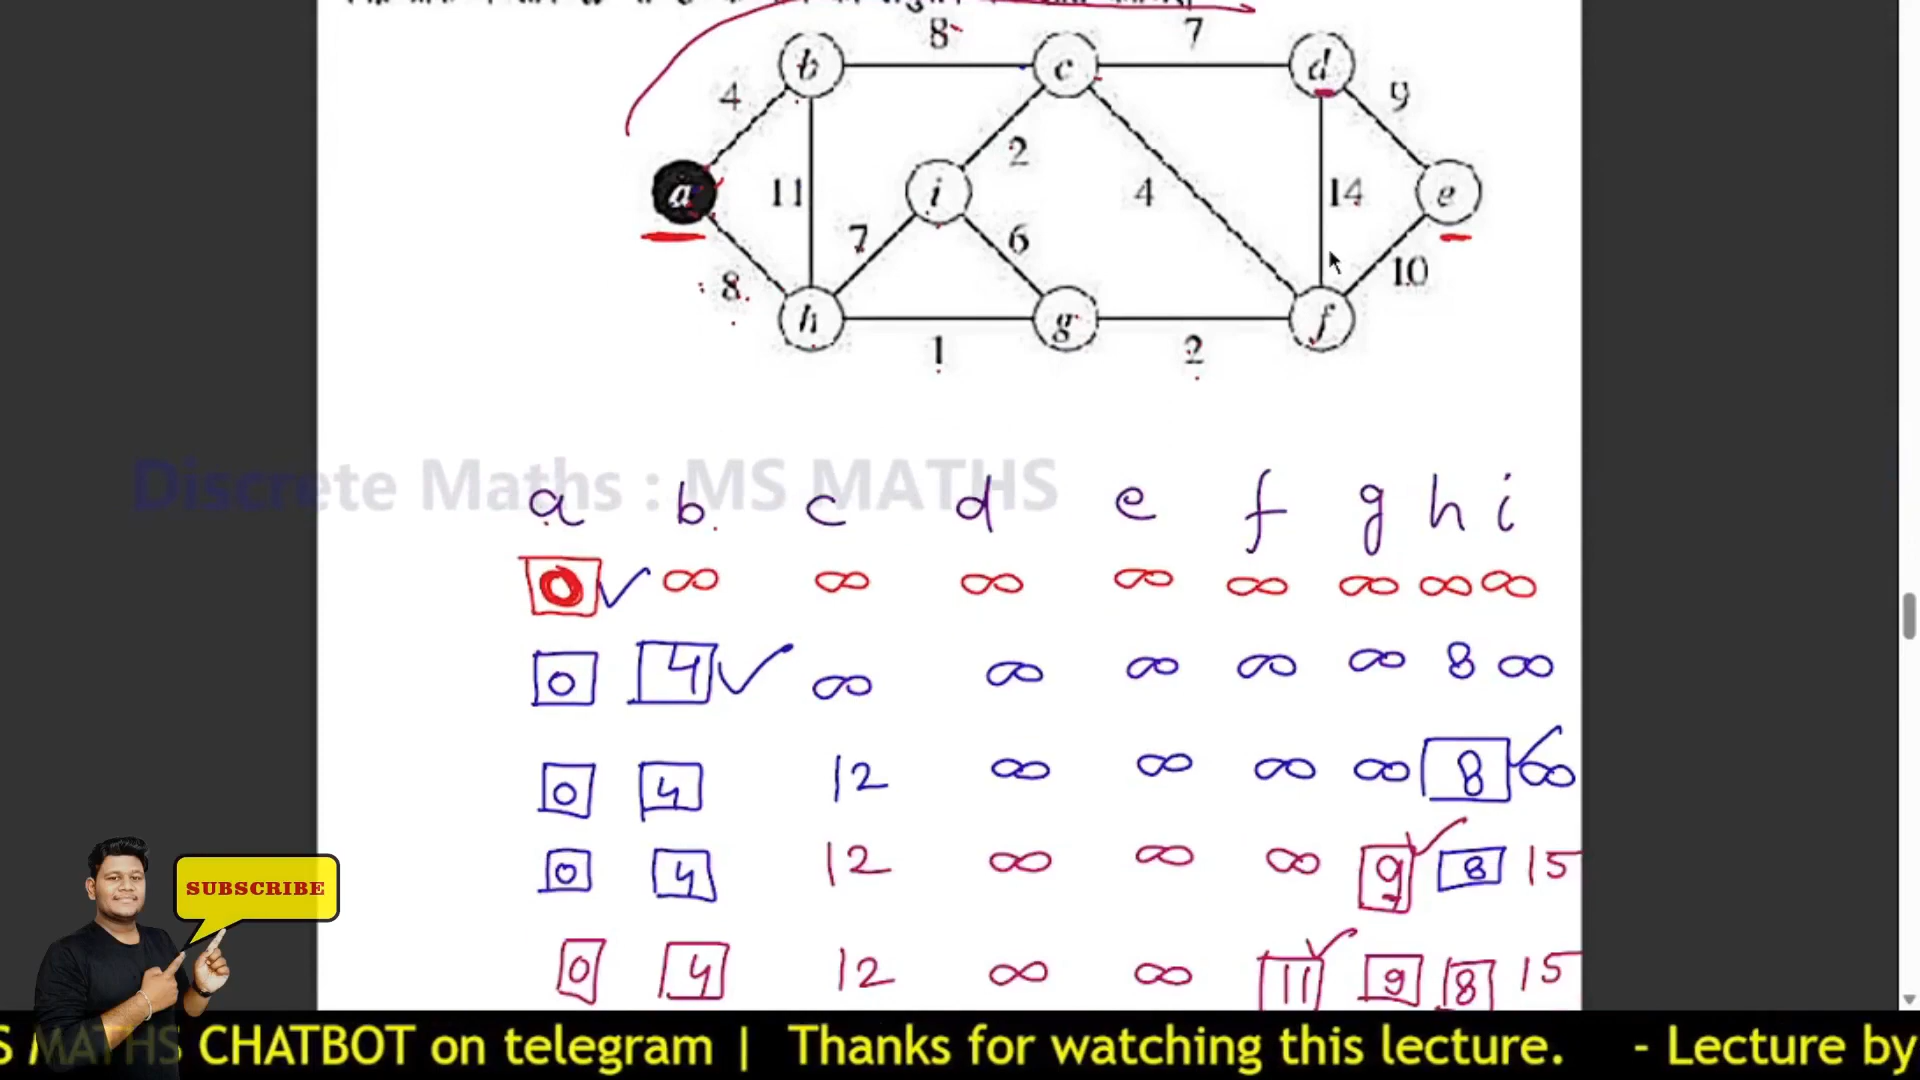 8 7
b c d
4 9
2
a 11 i 4 14 e
7 6
8 10
h g f
1 2
Discrete Maths : MS MATHS
a b c d e f g h i
0 ✓ ∞ ∞ ∞ ∞ ∞ ∞ ∞ ∞
0 4 ✓ ∞ ∞ ∞ ∞ ∞ 8 ∞
0 4 12 ∞ ∞ ∞ ∞ 8 ✓ ∞
0 4 12 ∞ ∞ ∞ 9 ✓ 8 15
0 4 12 ∞ ∞ 11 ✓ 9 8 15
SUBSCRIBE
S MATHS CHATBOT on telegram | Thanks for watching this lecture. - Lecture by